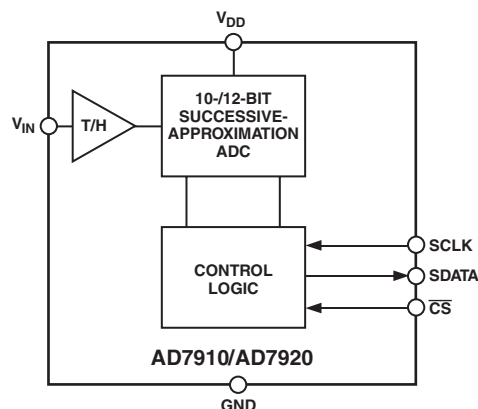 VDD
VIN
T/H
10-/12-BIT
SUCCESSIVE-
APPROXIMATION
ADC
CONTROL
LOGIC
SCLK
SDATA
CS
AD7910/AD7920
GND